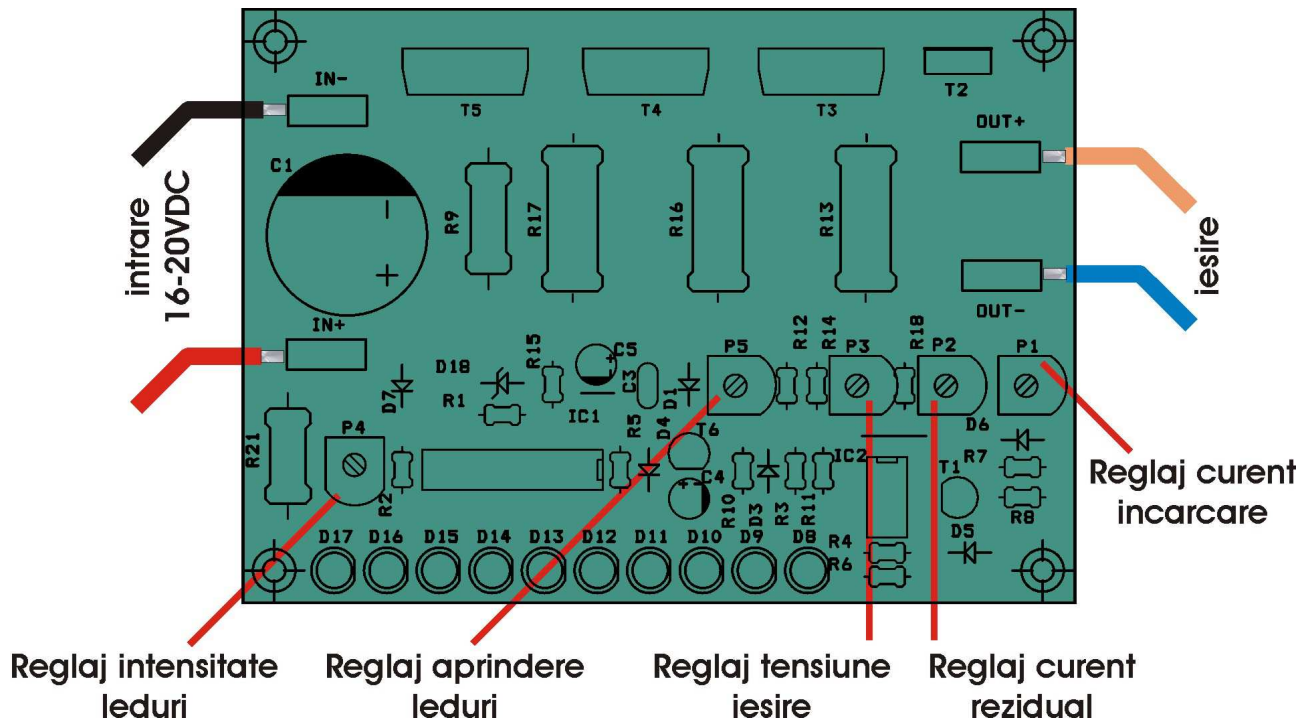 IN-
T5
T4
T3
T2
OUT+
C1
intrare
16-20VDC
R9
R17
R16
R13
iesire
OUT-
IN+
R15
C5
R12
R14
R18
P5
P3
P2
P1
D18
C3
D1
D7
R1
IC1
R5
D4
T6
D6
P4
R21
R2
C4
IC2
T1
R7
Reglaj curent
incarcare
R10
D3
R3
R11
R8
D5
D17
D16
D15
D14
D13
D12
D11
D10
D9
D8
R4
R6
Reglaj intensitate
leduri
Reglaj aprindere
leduri
Reglaj tensiune
iesire
Reglaj curent
rezidual